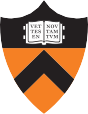 VET NOV
TES TAM
EN TVM